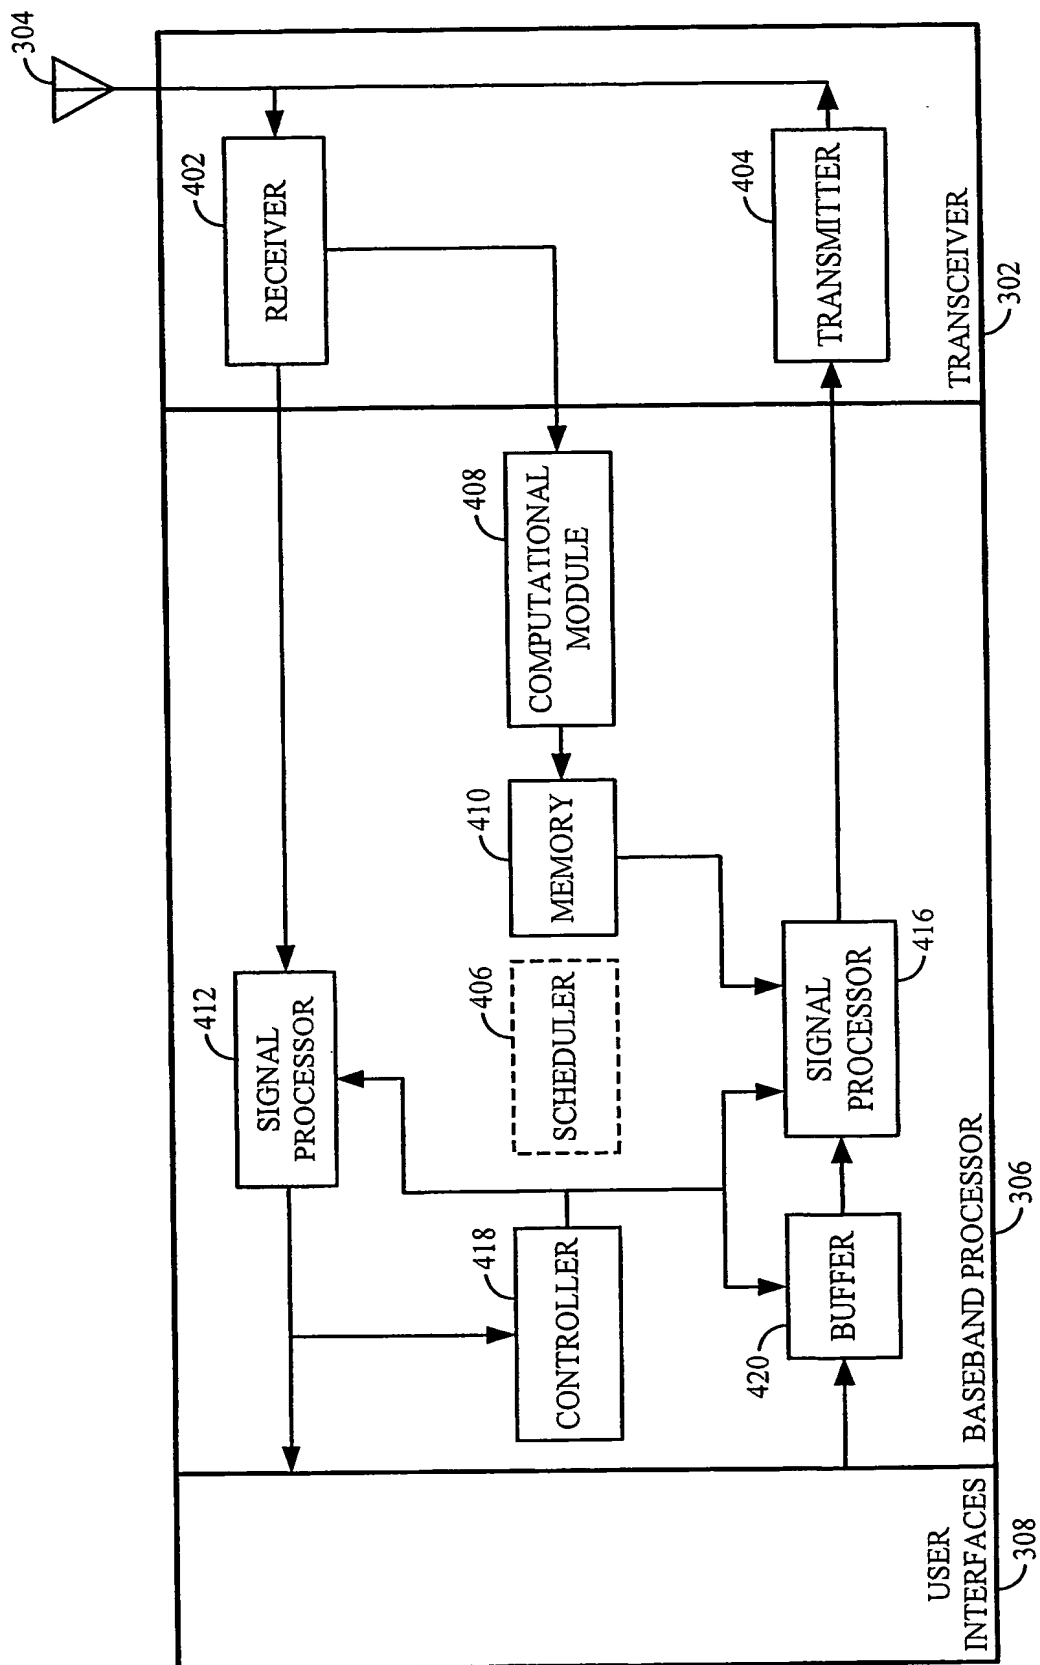 304
402
RECEIVER
404
TRANSMITTER
TRANSCEIVER
302
408
COMPUTATIONAL
MODULE
410
MEMORY
412
SIGNAL
PROCESSOR
406
SCHEDULER
SIGNAL
PROCESSOR
416
418
CONTROLLER
420
BUFFER
BASEBAND PROCESSOR
306
USER
INTERFACES
308